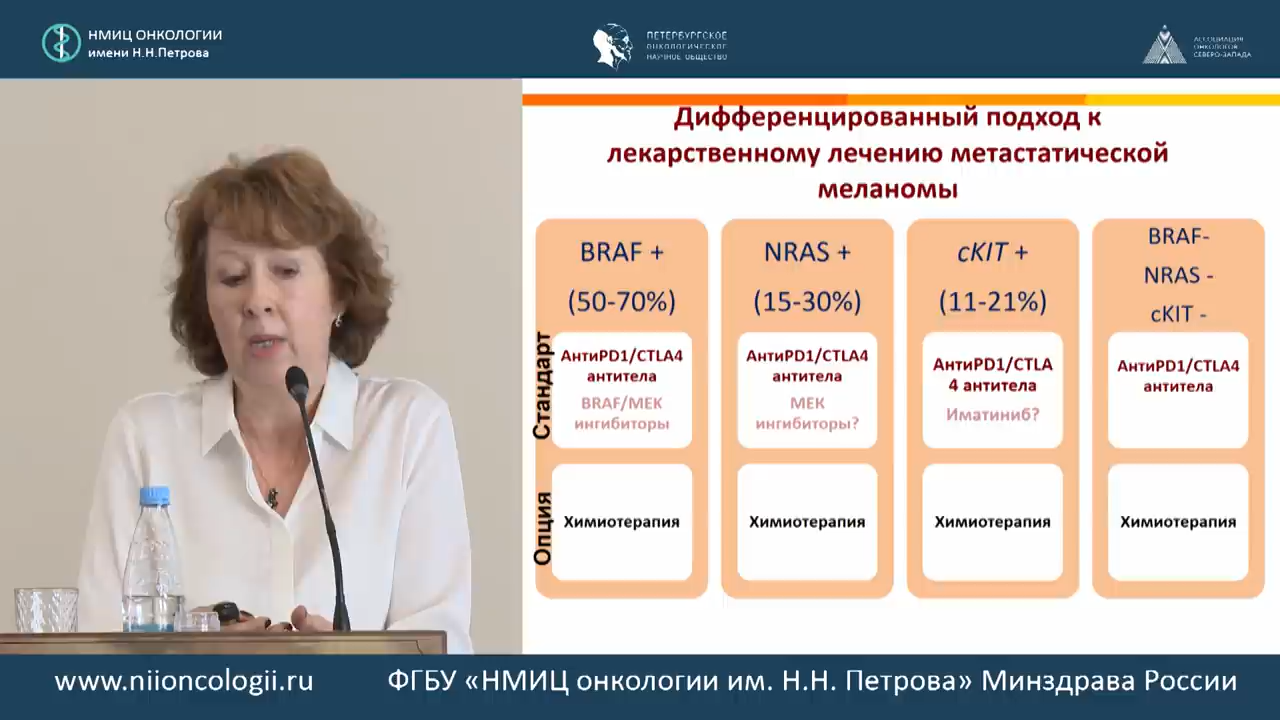 НМИЦ ОНКОЛОГИИ
имени Н.Н.Петрова
ПЕТЕРБУРГСКОЕ
ОНКОЛОГИЧЕСКОЕ
НАУЧНОЕ ОБЩЕСТВО
АССОЦИАЦИЯ
ОНКОЛОГОВ
СЕВЕРО-ЗАПАДА
Дифференцированный подход к
лекарственному лечению метастатической
меланомы
BRAF +
(50-70%)
NRAS +
(15-30%)
cKIT +
(11-21%)
BRAF-
NRAS -
cKIT -
Стандарт
АнтиPD1/CTLA4
антитела
BRAF/MEK
ингибиторы
АнтиPD1/CTLA4
антитела
MEK
ингибиторы?
АнтиPD1/CTLA
4 антитела
Иматиниб?
АнтиPD1/CTLA4
антитела
Опция
Химиотерапия
Химиотерапия
Химиотерапия
Химиотерапия
www.niioncologii.ru
ФГБУ «НМИЦ онкологии им. Н.Н. Петрова» Минздрава России